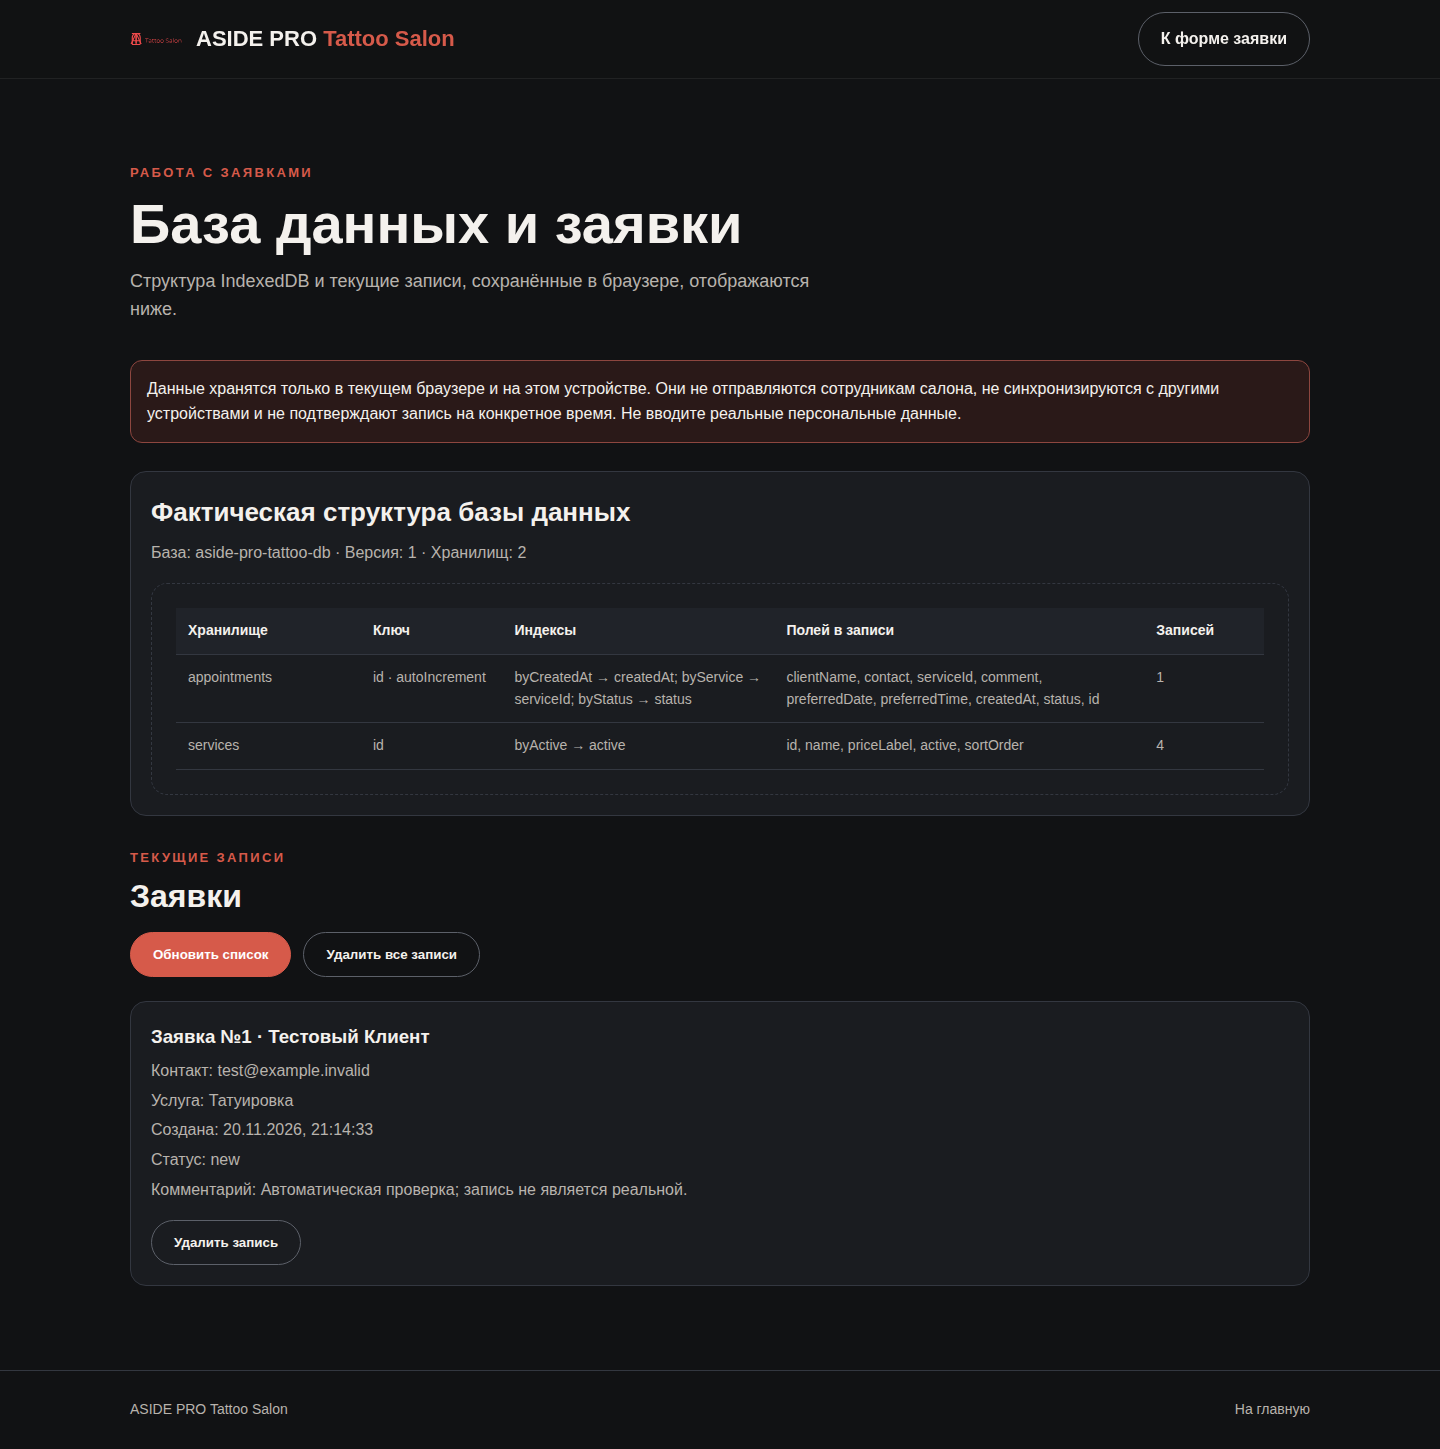 Tattoo Salon
ASIDE PRO Tattoo Salon
К форме заявки
РАБОТА С ЗАЯВКАМИ
База данных и заявки
Структура IndexedDB и текущие записи, сохранённые в браузере, отображаются
ниже.
Данные хранятся только в текущем браузере и на этом устройстве. Они не отправляются сотрудникам салона, не синхронизируются с другими
устройствами и не подтверждают запись на конкретное время. Не вводите реальные персональные данные.
Фактическая структура базы данных
База: aside-pro-tattoo-db · Версия: 1 · Хранилищ: 2
Хранилище Ключ Индексы Полей в записи Записей
appointments id · autoIncrement byCreatedAt → createdAt; byService → clientName, contact, serviceId, comment, 1
serviceId; byStatus → status preferredDate, preferredTime, createdAt, status, id
services id byActive → active id, name, priceLabel, active, sortOrder 4
ТЕКУЩИЕ ЗАПИСИ
Заявки
Обновить список Удалить все записи
Заявка №1 · Тестовый Клиент
Контакт: test@example.invalid
Услуга: Татуировка
Создана: 20.11.2026, 21:14:33
Статус: new
Комментарий: Автоматическая проверка; запись не является реальной.
Удалить запись
ASIDE PRO Tattoo Salon На главную